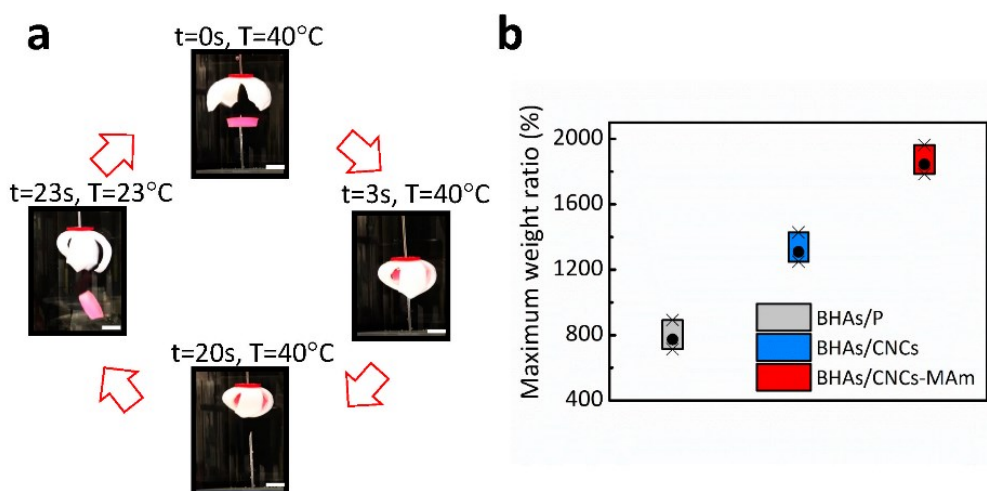 a
t=0s, T=40°C
t=3s, T=40°C
t=20s, T=40°C
t=23s, T=23°C
b
Maximum weight ratio (%)
2000
1600
1200
800
400
BHAs/P
BHAs/CNCs
BHAs/CNCs-MAm